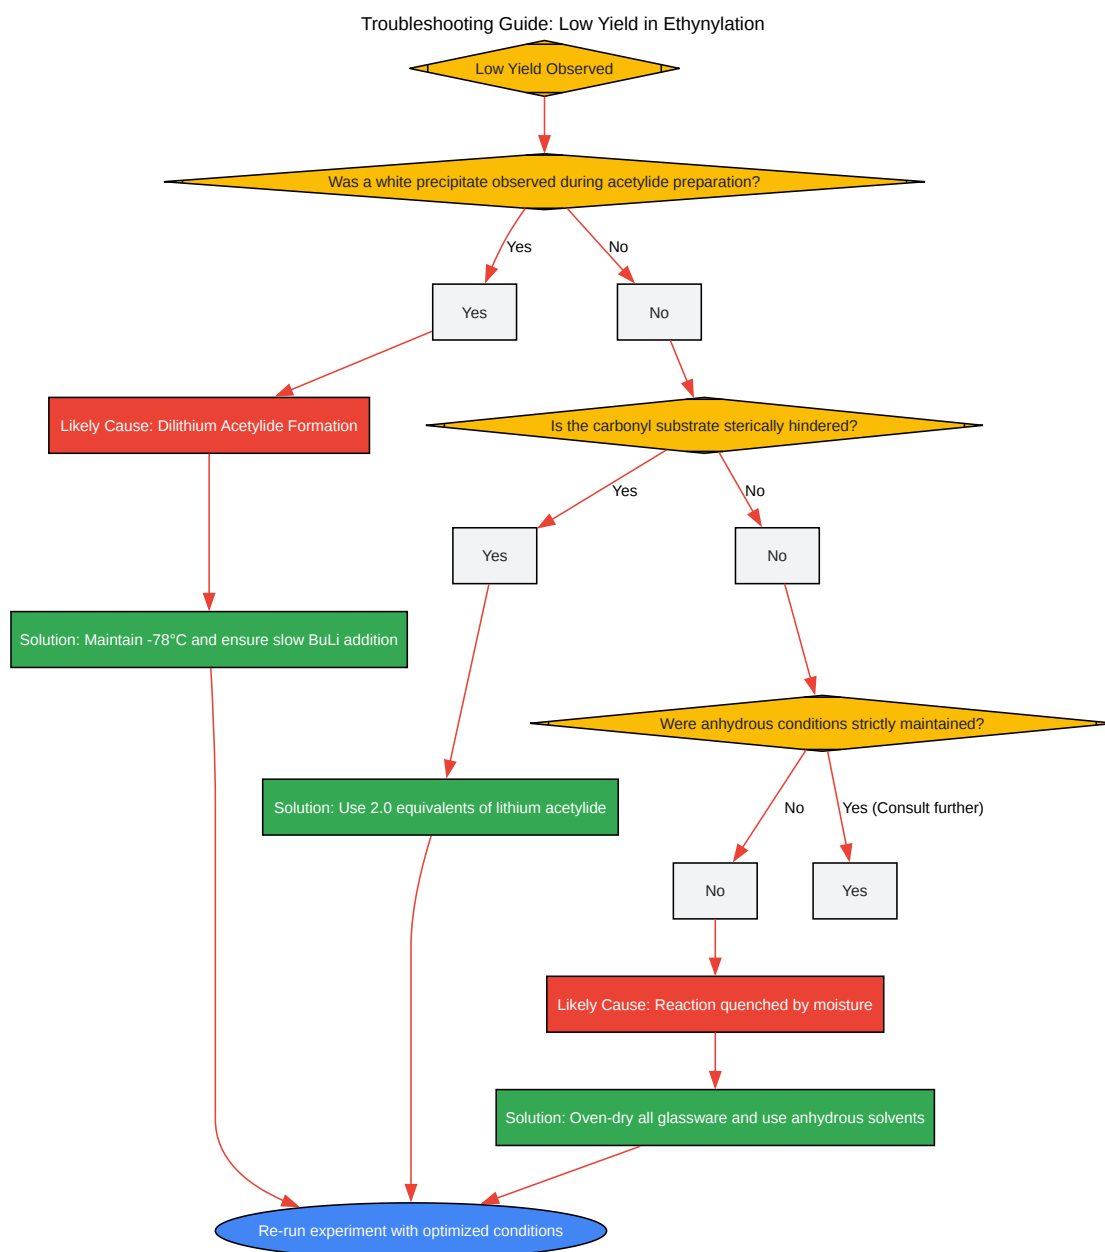 Troubleshooting Guide: Low Yield in Ethynylation
Low Yield Observed
Was a white precipitate observed during acetylide preparation?
Yes
No
Yes
No
Likely Cause: Dilithium Acetylide Formation
Is the carbonyl substrate sterically hindered?
Yes
No
Yes
No
Solution: Maintain -78°C and ensure slow BuLi addition
Were anhydrous conditions strictly maintained?
Solution: Use 2.0 equivalents of lithium acetylide
No
Yes (Consult further)
No
Yes
Likely Cause: Reaction quenched by moisture
Solution: Oven-dry all glassware and use anhydrous solvents
Re-run experiment with optimized conditions